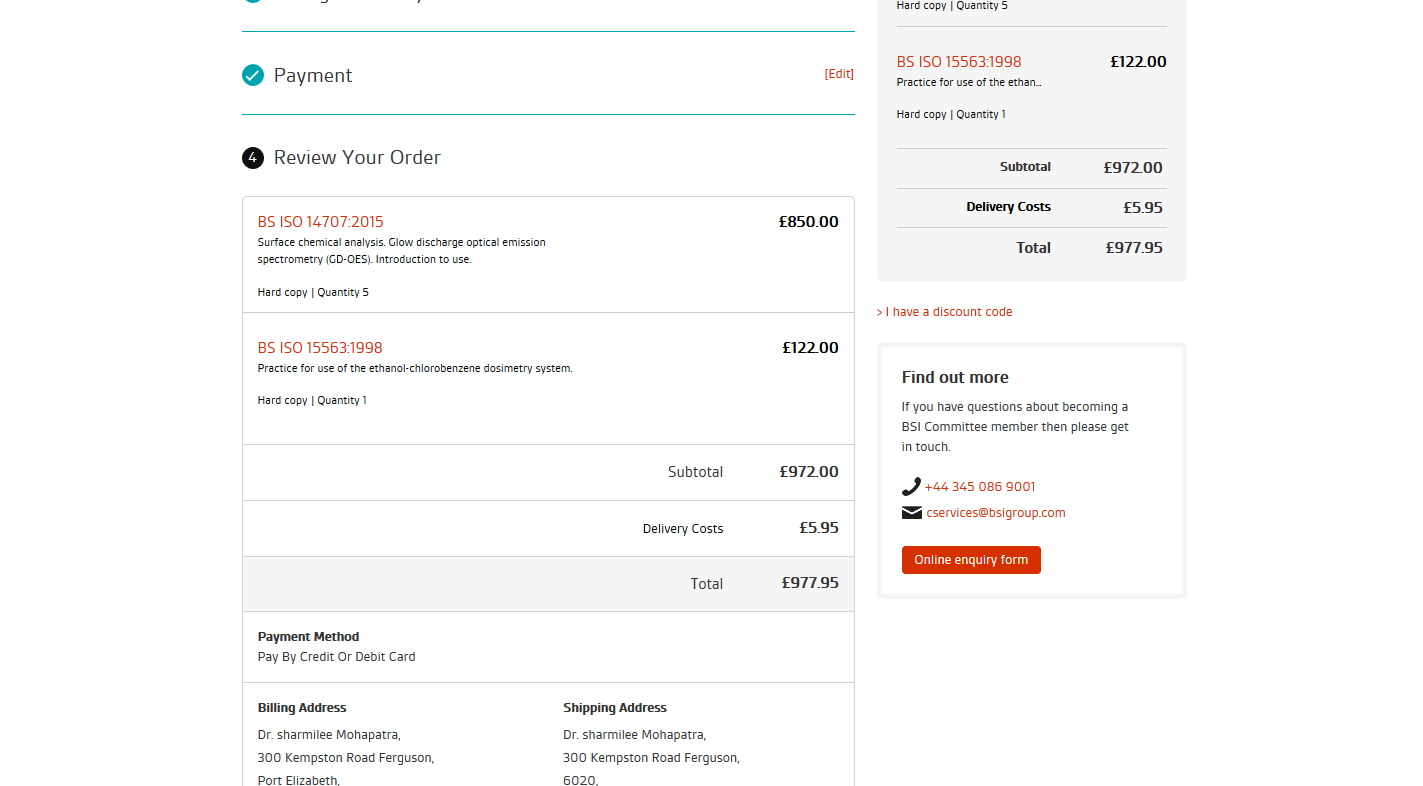 Payment
[Edit]
4 Review Your Order
BS ISO 14707:2015
£850.00
Surface chemical analysis. Glow discharge optical emission
spectrometry (GD-OES). Introduction to use.
Hard copy | Quantity 5
BS ISO 15563:1998
£122.00
Practice for use of the ethanol-chlorobenzene dosimetry system.
Hard copy | Quantity 1
Subtotal £972.00
Delivery Costs £5.95
Total £977.95
Payment Method
Pay By Credit Or Debit Card
Billing Address
Dr. sharmilee Mohapatra,
300 Kempston Road Ferguson,
Port Elizabeth,
Shipping Address
Dr. sharmilee Mohapatra,
300 Kempston Road Ferguson,
6020,
Hard copy | Quantity 5
BS ISO 15563:1998
£122.00
Practice for use of the ethan...
Hard copy | Quantity 1
Subtotal £972.00
Delivery Costs £5.95
Total £977.95
> I have a discount code
Find out more
If you have questions about becoming a
BSI Committee member then please get
in touch.
+44 345 086 9001
cservices@bsigroup.com
Online enquiry form